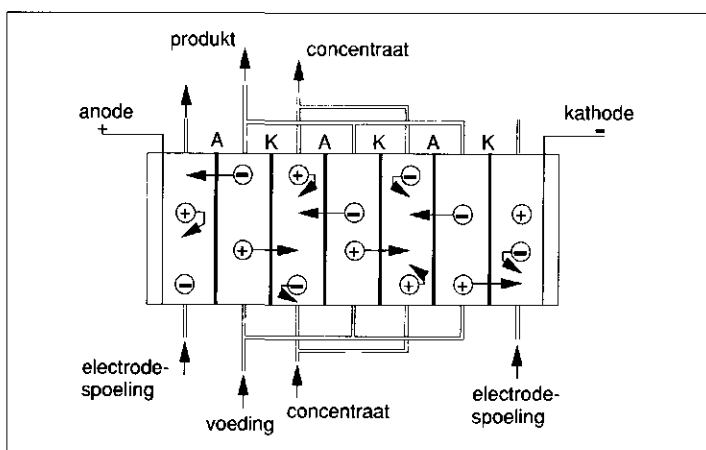 produkt
concentraat
anode
+
kathode
-
A K A K A K
- + - -
+ - - +
+ + -
- - + +
electrode-
spoeling
voeding
concentraat
electrode-
spoeling